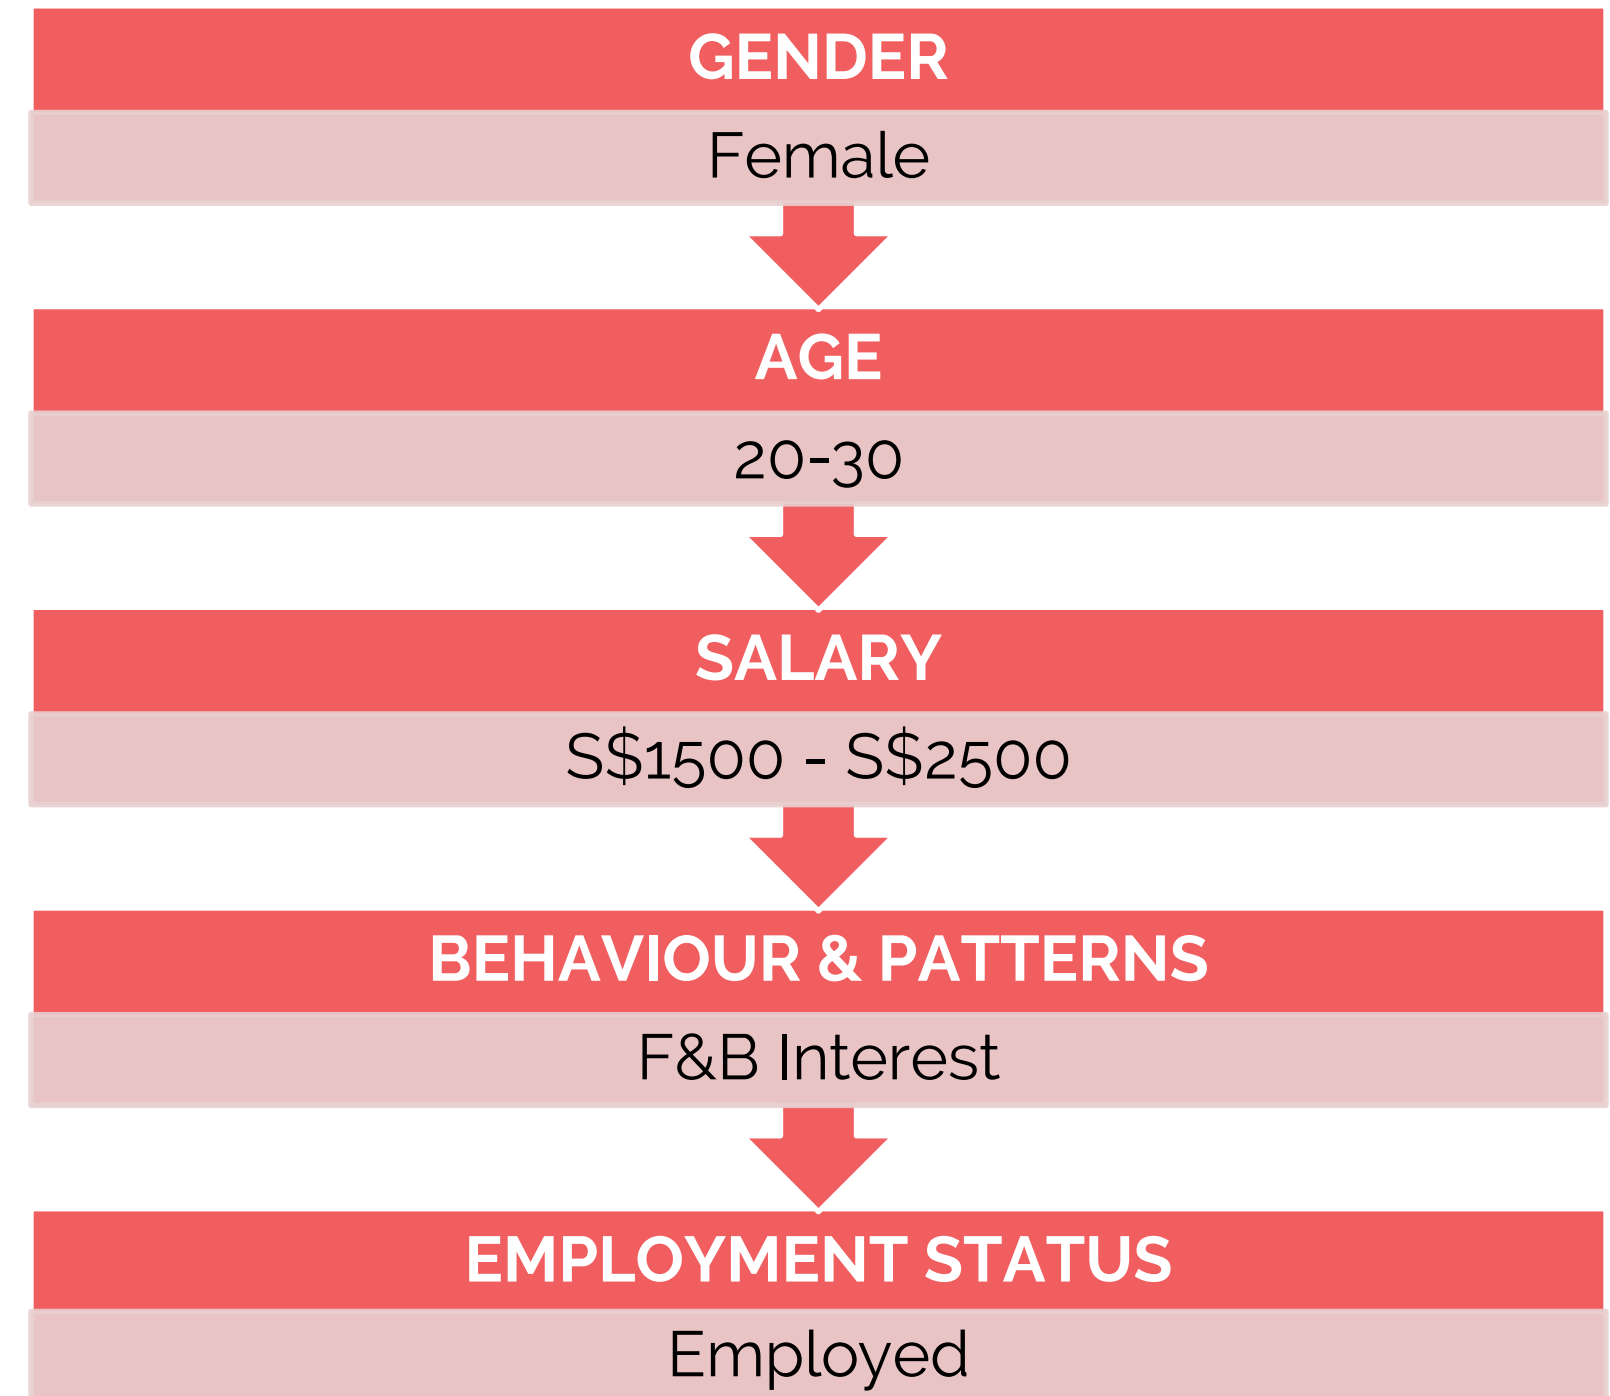 GENDER
Female
AGE
20-30
SALARY
S$1500 - S$2500
BEHAVIOUR & PATTERNS
F&B Interest
EMPLOYMENT STATUS
Employed